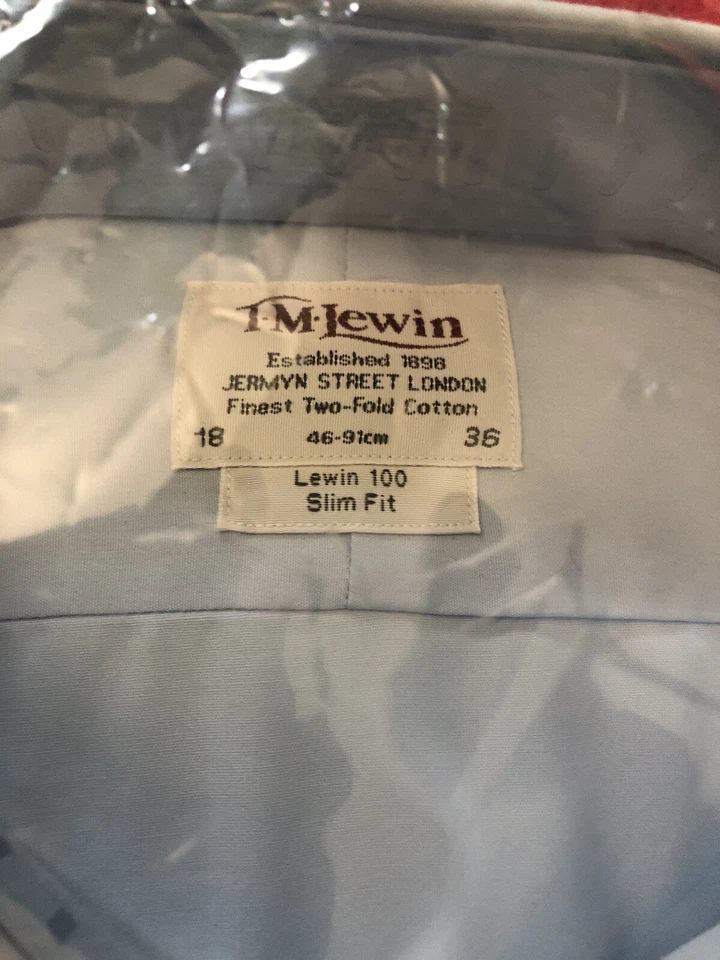 T·M·Lewin
Established 1898
JERMYN STREET LONDON
Finest Two-Fold Cotton
18 46-91cm 36
Lewin 100
Slim Fit